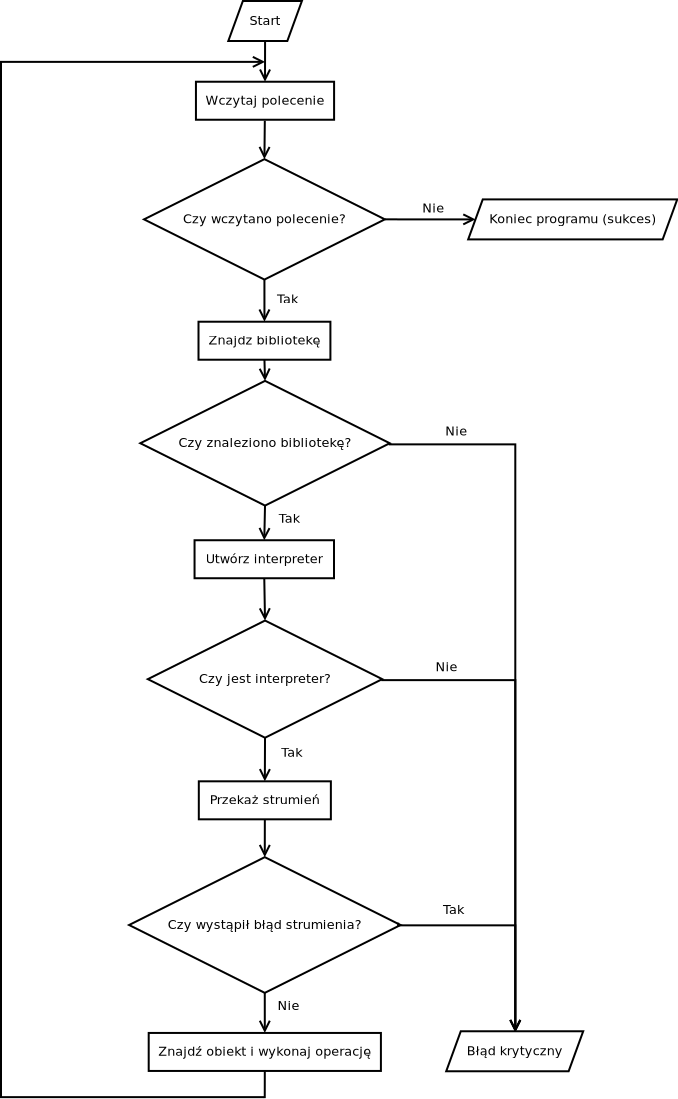 Start
Wczytaj polecenie
Czy wczytano polecenie?
Nie
Koniec programu (sukces)
Tak
Znajdz bibliotekę
Czy znaleziono bibliotekę?
Nie
Tak
Utwórz interpreter
Czy jest interpreter?
Nie
Tak
Przekaż strumień
Czy wystąpił błąd strumienia?
Tak
Nie
Znajdź obiekt i wykonaj operację
Błąd krytyczny